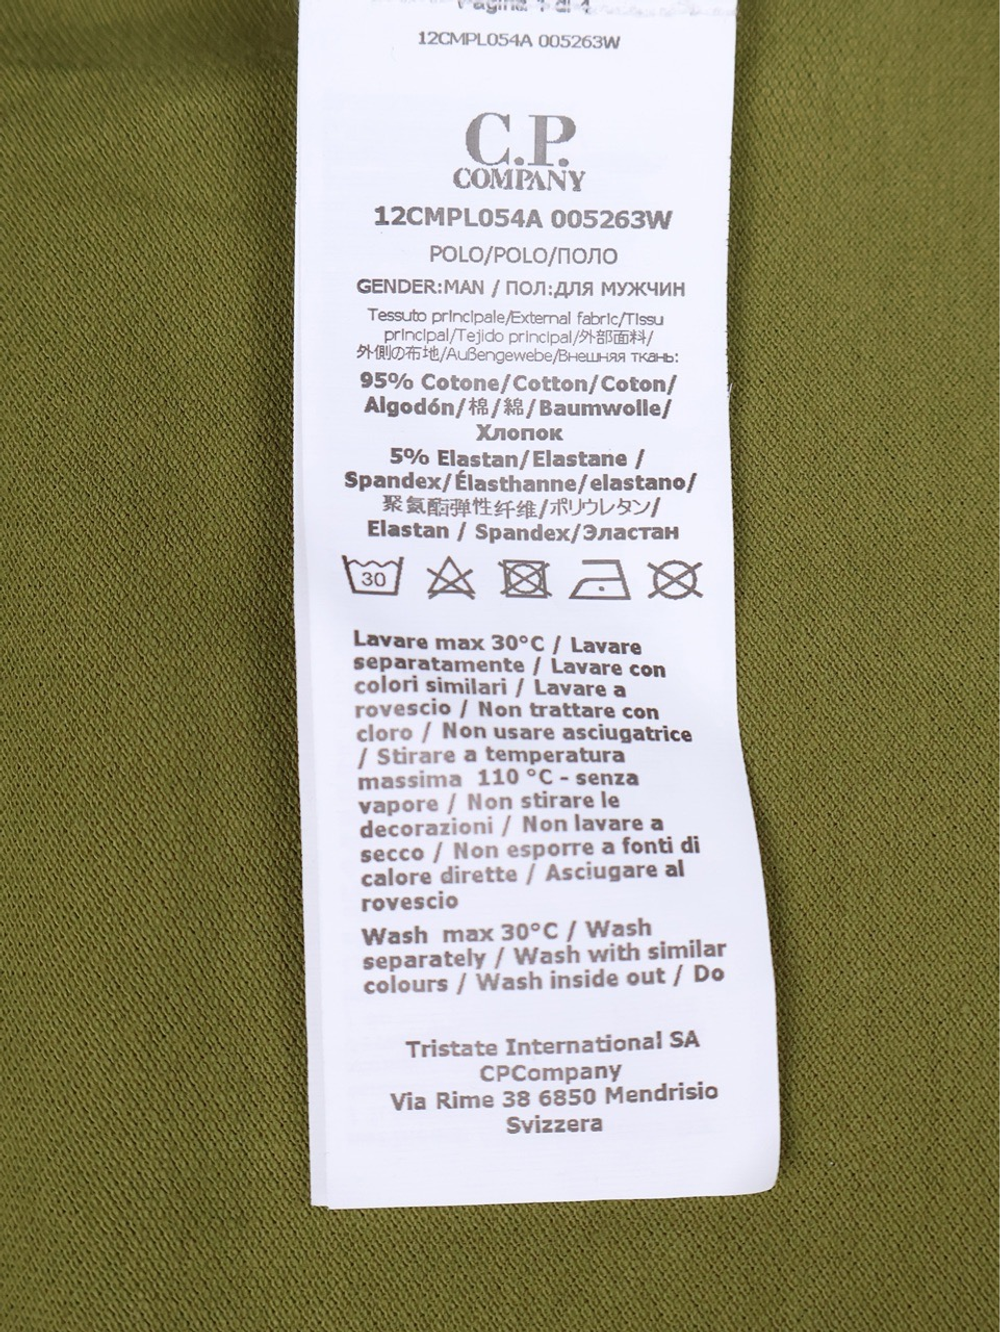 Pagina 1 di 4
12CMPL054A 005263W
C.P.
COMPANY
12CMPL054A 005263W
POLO/POLO/ПОЛО
GENDER:MAN / ПОЛ:ДЛЯ МУЖЧИН
Tessuto principale/External fabric/Tissu
principal/Tejido principal/外部面料/
外側の布地/Außengewebe/Внешняя ткань:
95% Cotone/Cotton/Coton/
Algodón/棉/綿/Baumwolle/
Хлопок
5% Elastan/Elastane /
Spandex/Élasthanne/elastano/
聚氨酯弹性纤维/ポリウレタン/
Elastan / Spandex/Эластан
30
Lavare max 30°C / Lavare
separatamente / Lavare con
colori similari / Lavare a
rovescio / Non trattare con
cloro / Non usare asciugatrice
/ Stirare a temperatura
massima 110 °C - senza
vapore / Non stirare le
decorazioni / Non lavare a
secco / Non esporre a fonti di
calore dirette / Asciugare al
rovescio
Wash max 30°C / Wash
separately / Wash with similar
colours / Wash inside out / Do
Tristate International SA
CPCompany
Via Rime 38 6850 Mendrisio
Svizzera